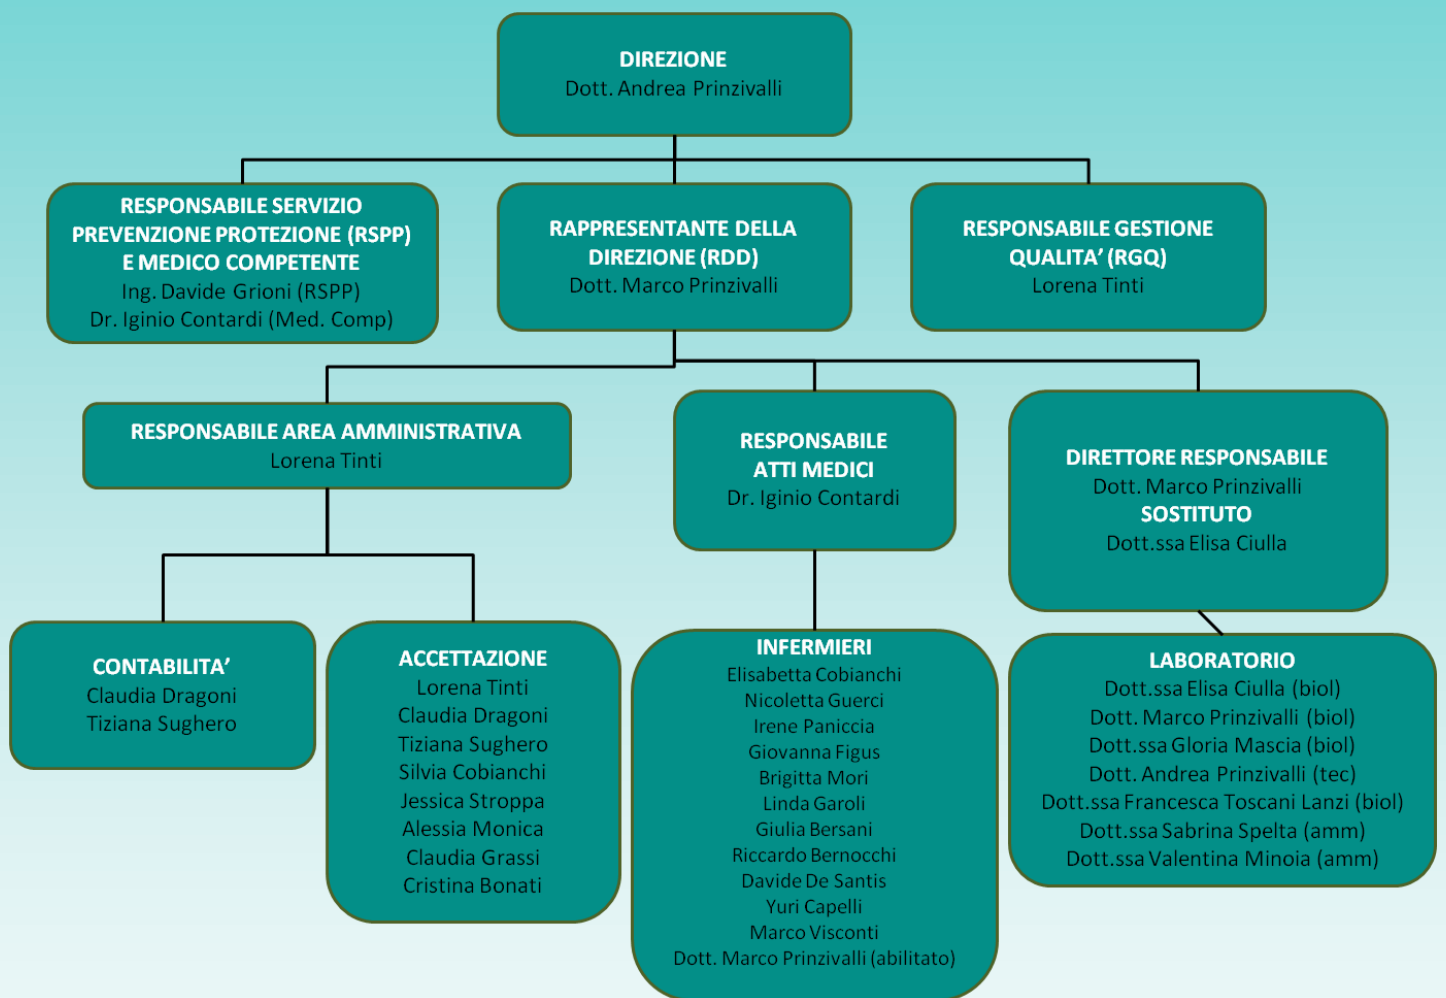 DIREZIONE
Dott. Andrea Prinzivalli
RESPONSABILE SERVIZIO
PREVENZIONE PROTEZIONE (RSPP)
E MEDICO COMPETENTE
Ing. Davide Grioni (RSPP)
Dr. Iginio Contardi (Med. Comp)
RAPPRESENTANTE DELLA
DIREZIONE (RDD)
Dott. Marco Prinzivalli
RESPONSABILE GESTIONE
QUALITA’ (RGQ)
Lorena Tinti
RESPONSABILE AREA AMMINISTRATIVA
Lorena Tinti
RESPONSABILE
ATTI MEDICI
Dr. Iginio Contardi
DIRETTORE RESPONSABILE
Dott. Marco Prinzivalli
SOSTITUTO
Dott.ssa Elisa Ciulla
CONTABILITA’
Claudia Dragoni
Tiziana Sughero
ACCETTAZIONE
Lorena Tinti
Claudia Dragoni
Tiziana Sughero
Silvia Cobianchi
Jessica Stroppa
Alessia Monica
Claudia Grassi
Cristina Bonati
INFERMIERI
Elisabetta Cobianchi
Nicoletta Guerci
Irene Paniccia
Giovanna Figus
Brigitta Mori
Linda Garoli
Giulia Bersani
Riccardo Bernocchi
Davide De Santis
Yuri Capelli
Marco Visconti
Dott. Marco Prinzivalli (abilitato)
LABORATORIO
Dott.ssa Elisa Ciulla (biol)
Dott. Marco Prinzivalli (biol)
Dott.ssa Gloria Mascia (biol)
Dott. Andrea Prinzivalli (tec)
Dott.ssa Francesca Toscani Lanzi (biol)
Dott.ssa Sabrina Spelta (amm)
Dott.ssa Valentina Minoia (amm)